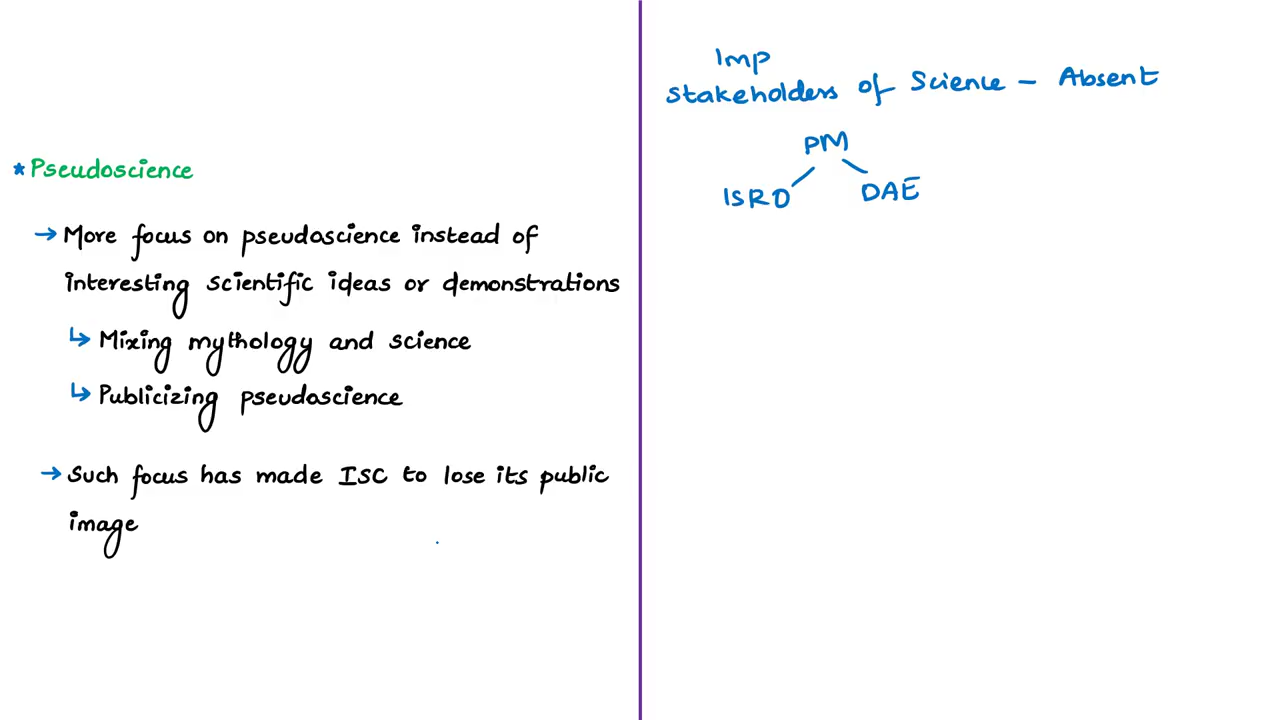 * Pseudoscience
→ More focus on pseudoscience instead of
interesting scientific ideas or demonstrations
↳ Mixing mythology and science
↳ Publicizing pseudoscience
→ Such focus has made ISC to lose its public
image
Imp
stakeholders of Science - Absent
PM
ISRO DAE